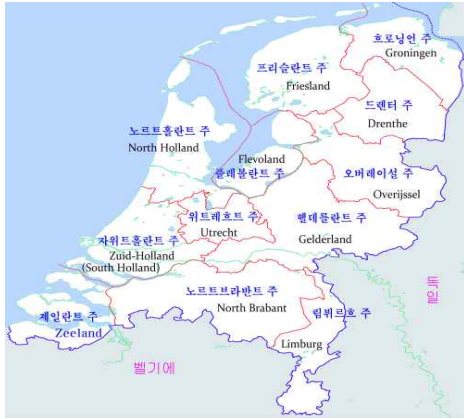 흐로닝언 주
Groningen
프리슬란트 주
Friesland
드렌터 주
Drenthe
노르트홀란트 주
North Holland
Flevoland
플레볼란트 주
오버레이설 주
Overijssel
위트레흐트 주
Utrecht
헬데를란트 주
Gelderland
자위트홀란트 주
Zuid-Holland
(South Holland)
독일
노르트브라반트 주
North Brabant
림뷔르흐 주
Limburg
제일란트 주
Zeeland
벨기에